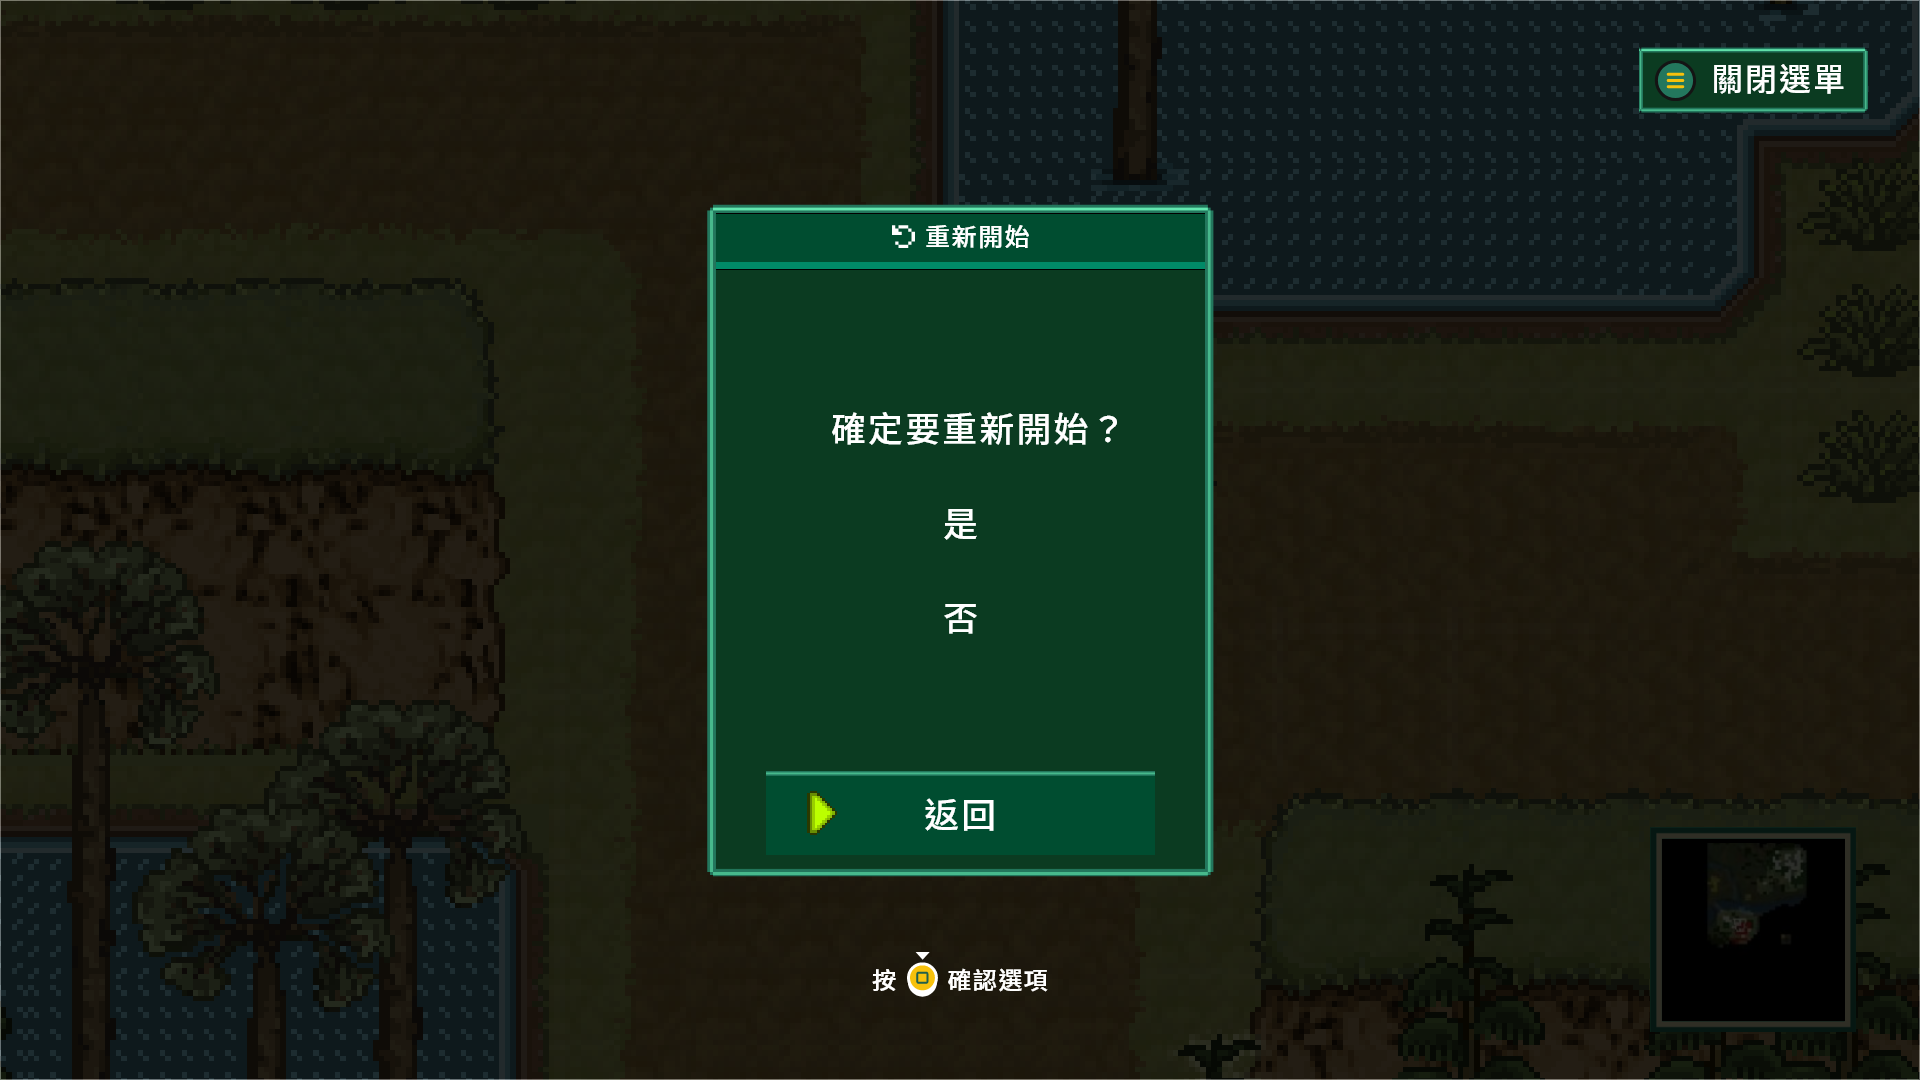 關閉選單
重新開始
確定要重新開始？
是
否
返回
按 確認選項